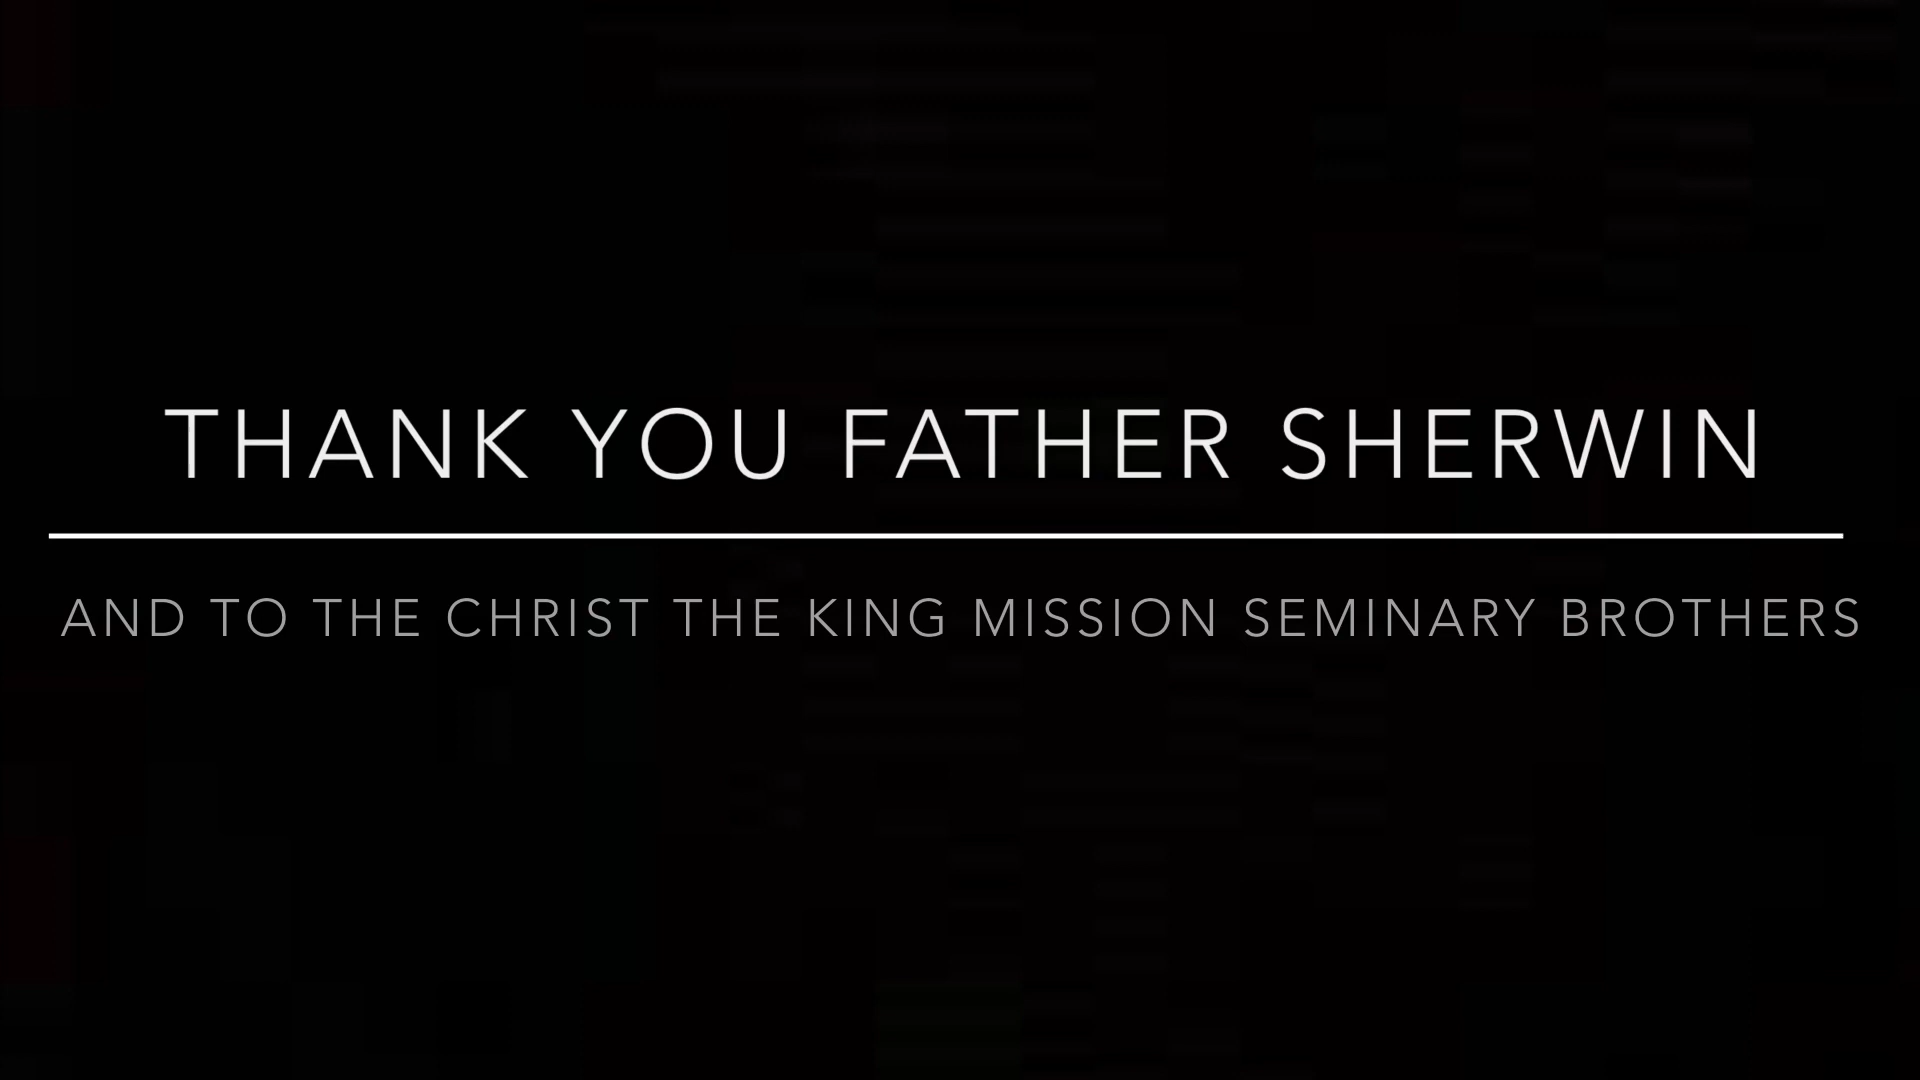 THANK YOU FATHER SHERWIN
AND TO THE CHRIST THE KING MISSION SEMINARY BROTHERS